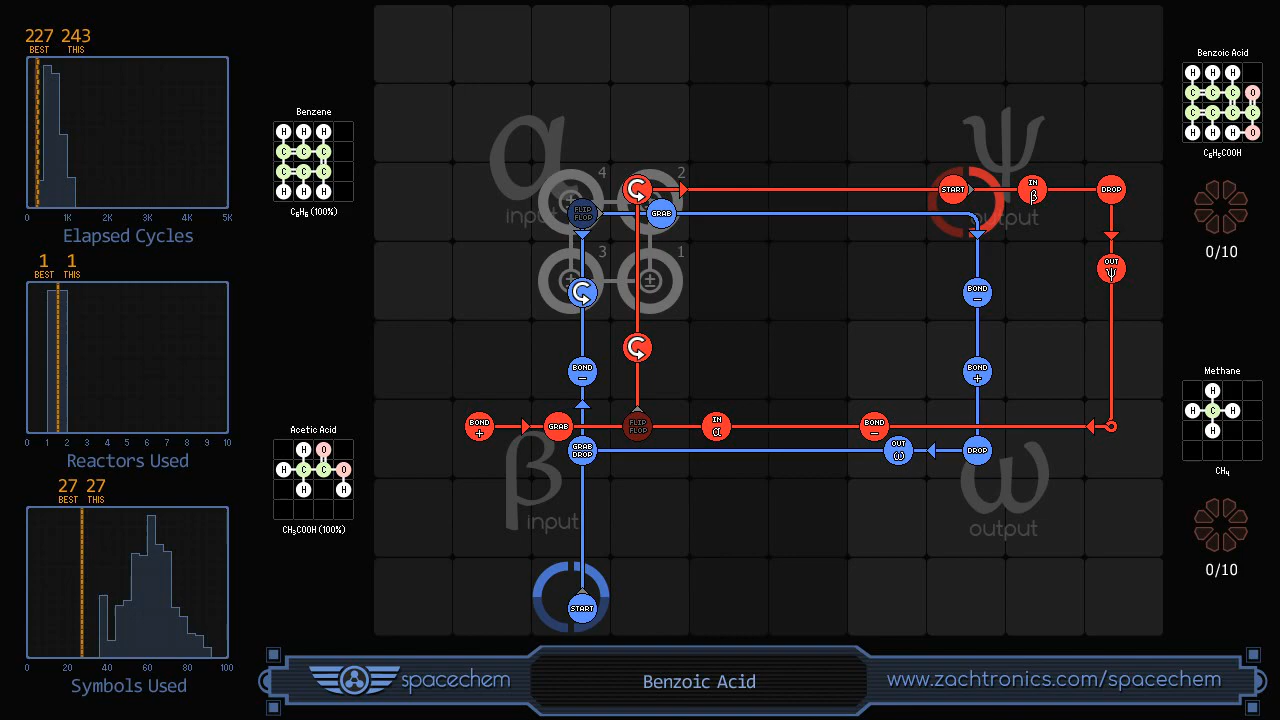 227 243
BEST THIS
0 1K 2K 3K 4K 5K
Elapsed Cycles
1 1
BEST THIS
0 1 2 3 4 5 6 7 8 9 10
Reactors Used
27 27
BEST THIS
0 20 40 60 80 100
Symbols Used
Benzene
H H H
C C C
C C C
H H H
C₆H₆ (100%)
Acetic Acid
H O
H C C O
H H
CH₃COOH (100%)
α
input
4
2
3
1
ψ
output
β
input
ω
output
START
IN
β
DROP
FLIP
FLOP
GRAB
OUT
ψ
BOND
–
BOND
–
BOND
+
BOND
+
GRAB
FLIP
FLOP
IN
α
BOND
–
GRAB
DROP
OUT
ω
DROP
START
Benzoic Acid
H H H
C C C O
C C C C
H H H O
C₆H₅COOH
0/10
Methane
H
H C H
H
CH₄
0/10
spacechem
Benzoic Acid
www.zachtronics.com/spacechem